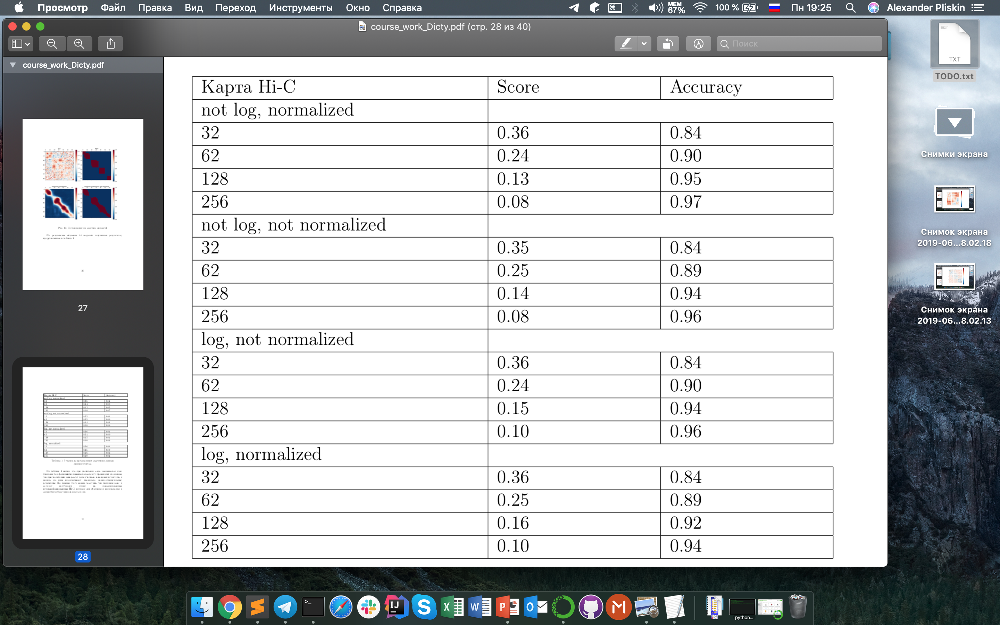 Просмотр Файл Правка Вид Переход Инструменты Окно Справка MEM 67% 100 % Пн 19:25 Alexander Pliskin
course_work_Dicty.pdf (стр. 28 из 40)
Поиск
course_work_Dicty.pdf
27
28
Карта Hi-C Score Accuracy
not log, normalized
32 0.36 0.84
62 0.24 0.90
128 0.13 0.95
256 0.08 0.97
not log, not normalized
32 0.35 0.84
62 0.25 0.89
128 0.14 0.94
256 0.08 0.96
log, not normalized
32 0.36 0.84
62 0.24 0.90
128 0.15 0.94
256 0.10 0.96
log, normalized
32 0.36 0.84
62 0.25 0.89
128 0.16 0.92
256 0.10 0.94
TXT
TODO.txt
Снимки экрана
Снимок экрана
2019-06...8.02.18
Снимок экрана
2019-06...8.02.13
python...